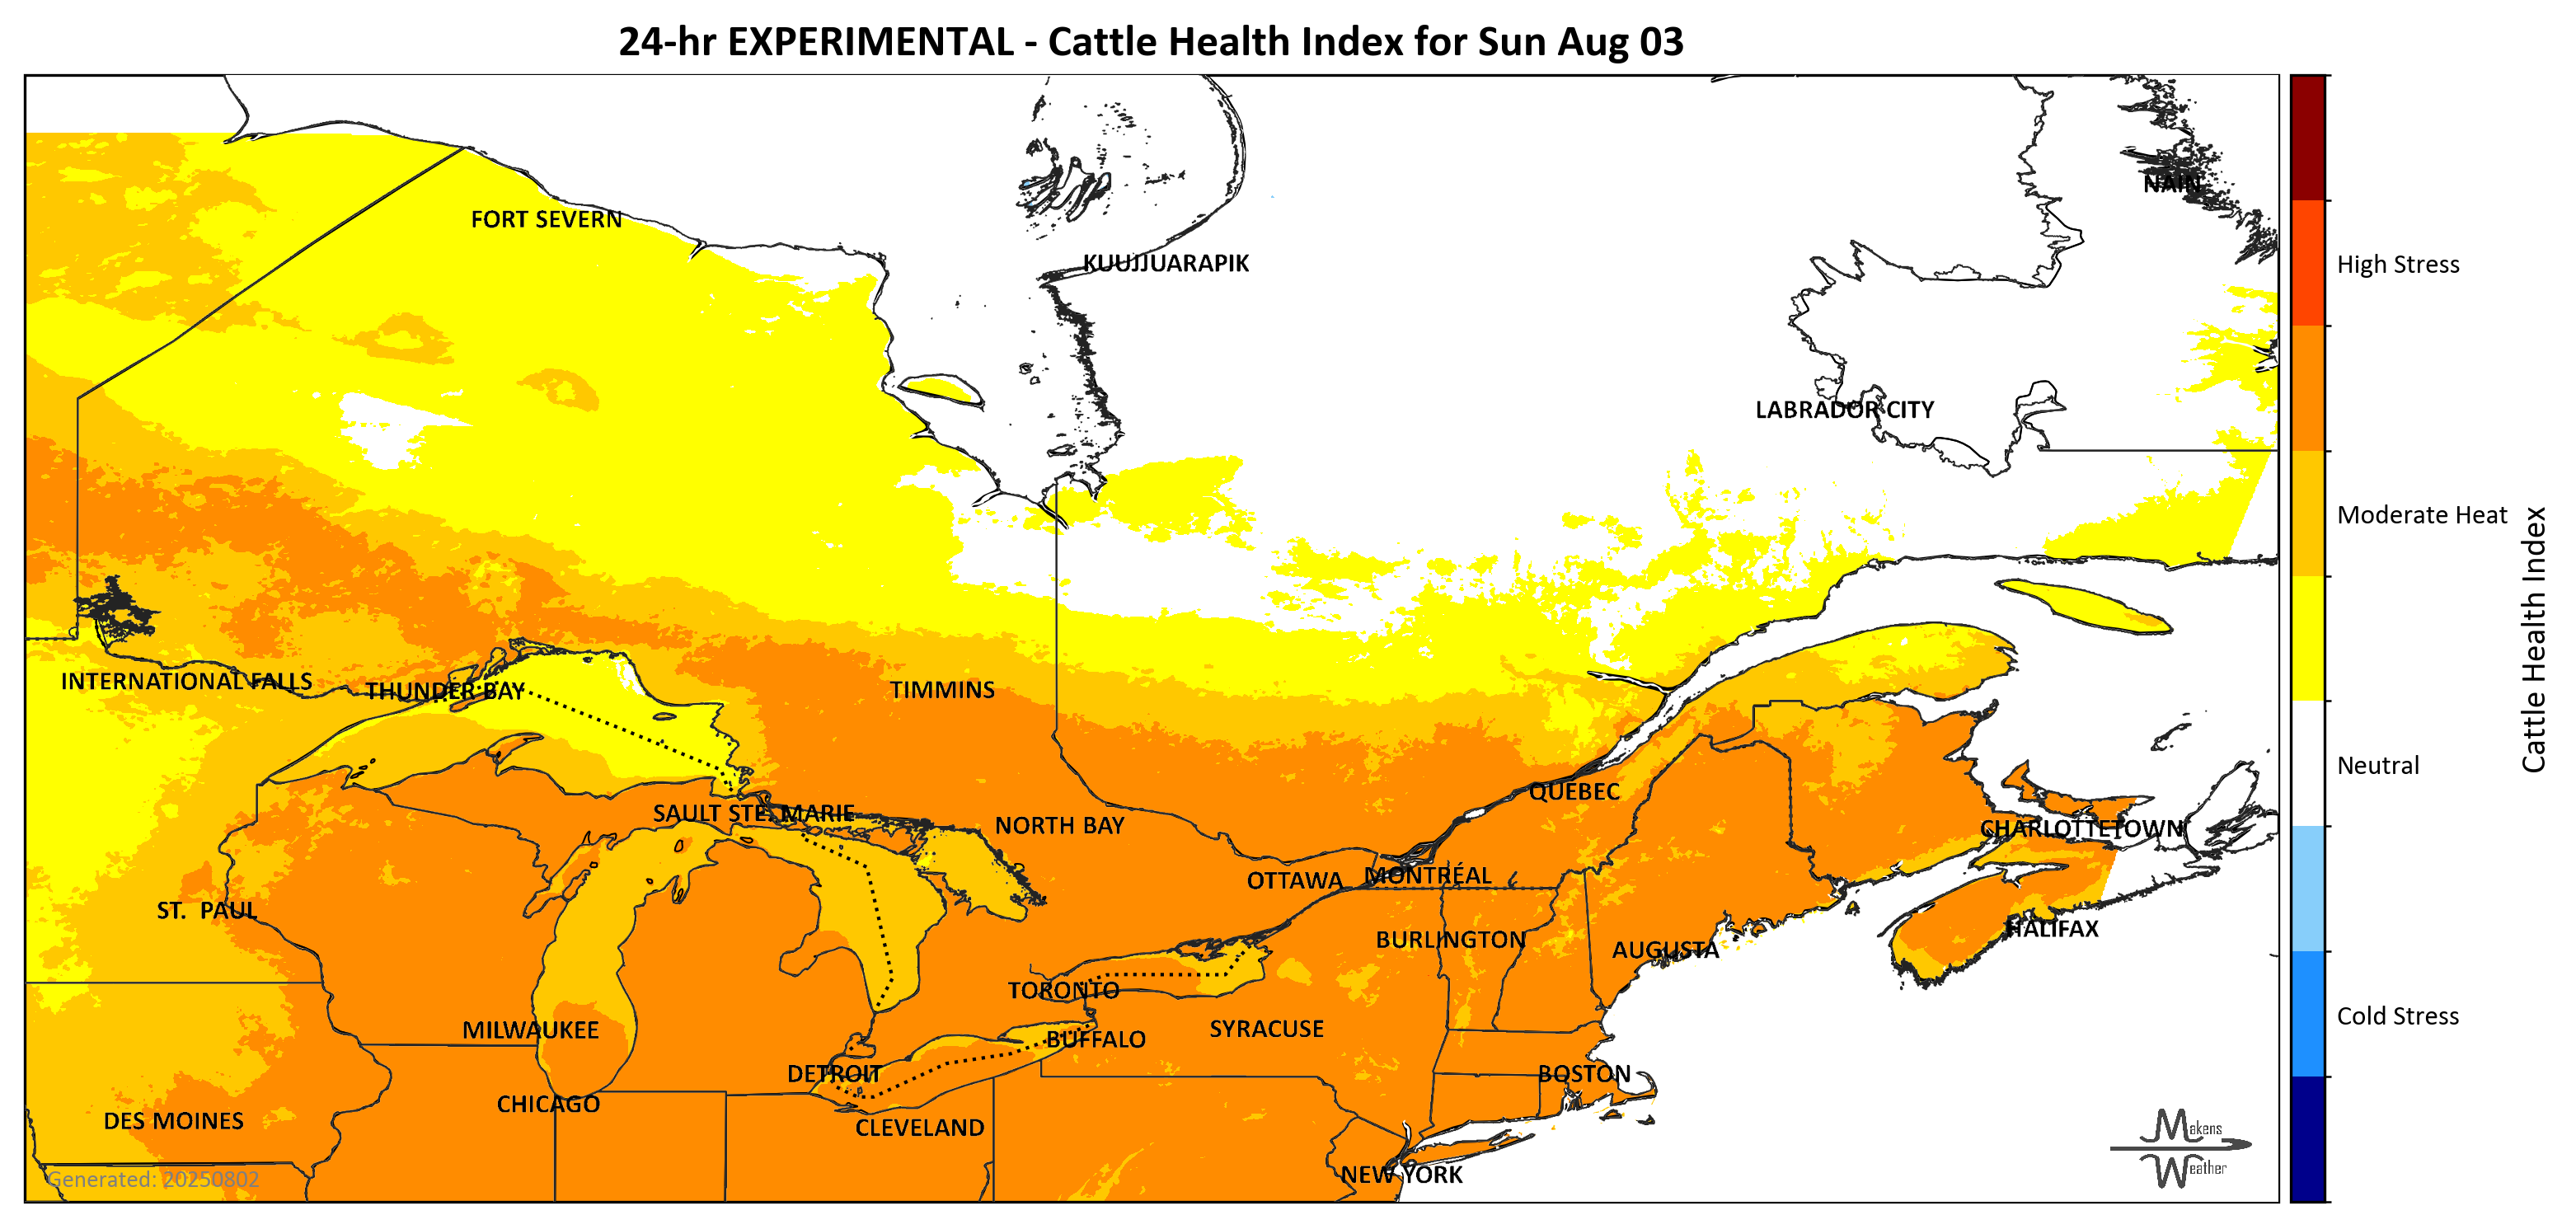 24-hr EXPERIMENTAL - Cattle Health Index for Sun Aug 03
NAIN
FORT SEVERN
KUUJJUARAPIK
High Stress
LABRADOR CITY
Moderate Heat
Cattle Health Index
INTERNATIONAL FALLS
THUNDER BAY
TIMMINS
Neutral
QUEBEC
SAULT STE. MARIE
NORTH BAY
CHARLOTTETOWN
OTTAWA
MONTRÉAL
ST. PAUL
HALIFAX
BURLINGTON
AUGUSTA
TORONTO
Cold Stress
MILWAUKEE
SYRACUSE
BUFFALO
DETROIT
BOSTON
CHICAGO
DES MOINES
CLEVELAND
Makens
Weather
NEW YORK
Generated: 20250802